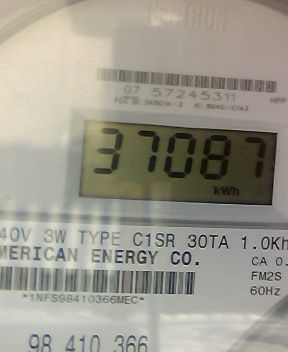 07 57245311
37087
kWh
40V 3W TYPE C1SR 30TA 1.0Kh
MERICAN ENERGY CO.
CA 0.
FM2S
*1NFS98410366MEC*
60Hz
98 410 366